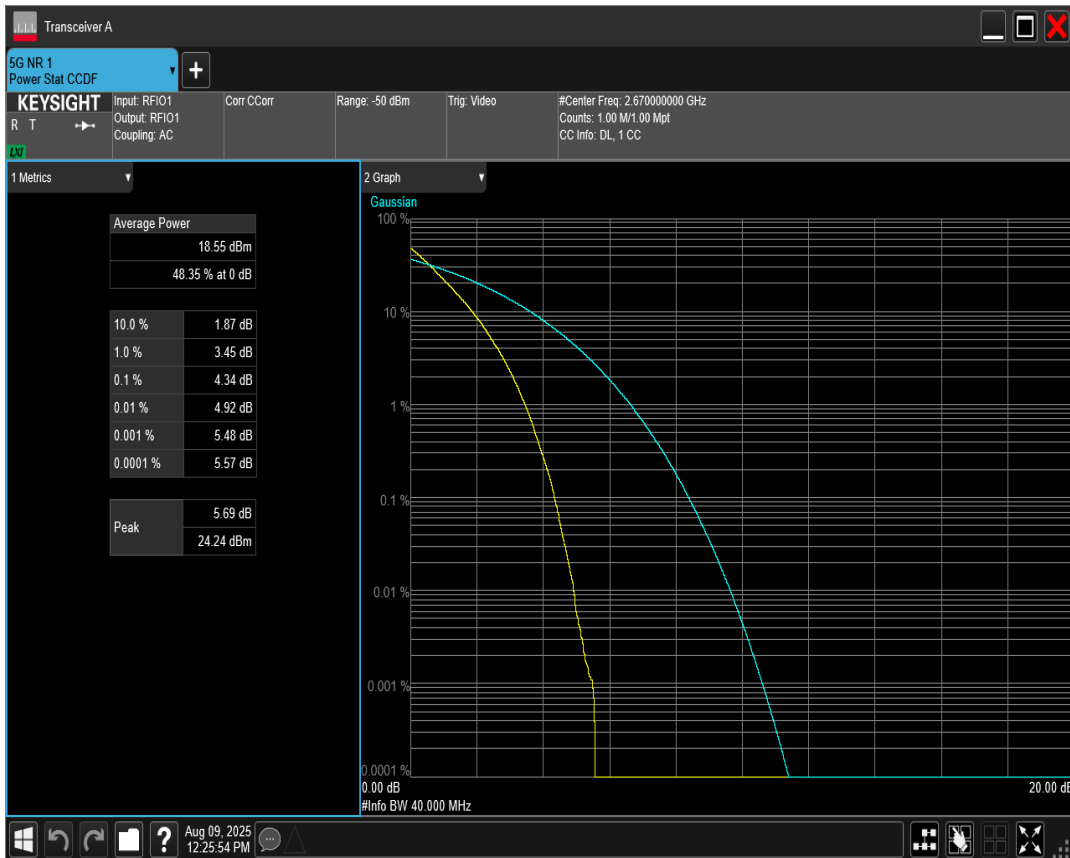 Transceiver A
5G NR 1
Power Stat CCDF
+
KEYSIGHT
R T
LXI
Input: RFIO1
Output: RFIO1
Coupling: AC
Corr CCorr
Range: -50 dBm
Trig: Video
#Center Freq: 2.670000000 GHz
Counts: 1.00 M/1.00 Mpt
CC Info: DL, 1 CC
1 Metrics
Average Power
18.55 dBm
48.35 % at 0 dB
10.0 % 1.87 dB
1.0 % 3.45 dB
0.1 % 4.34 dB
0.01 % 4.92 dB
0.001 % 5.48 dB
0.0001 % 5.57 dB
Peak
5.69 dB
24.24 dBm
2 Graph
Gaussian
100 %
10 %
1 %
0.1 %
0.01 %
0.001 %
0.0001 %
0.00 dB 20.00 dB
#Info BW 40.000 MHz
?
Aug 09, 2025
12:25:54 PM